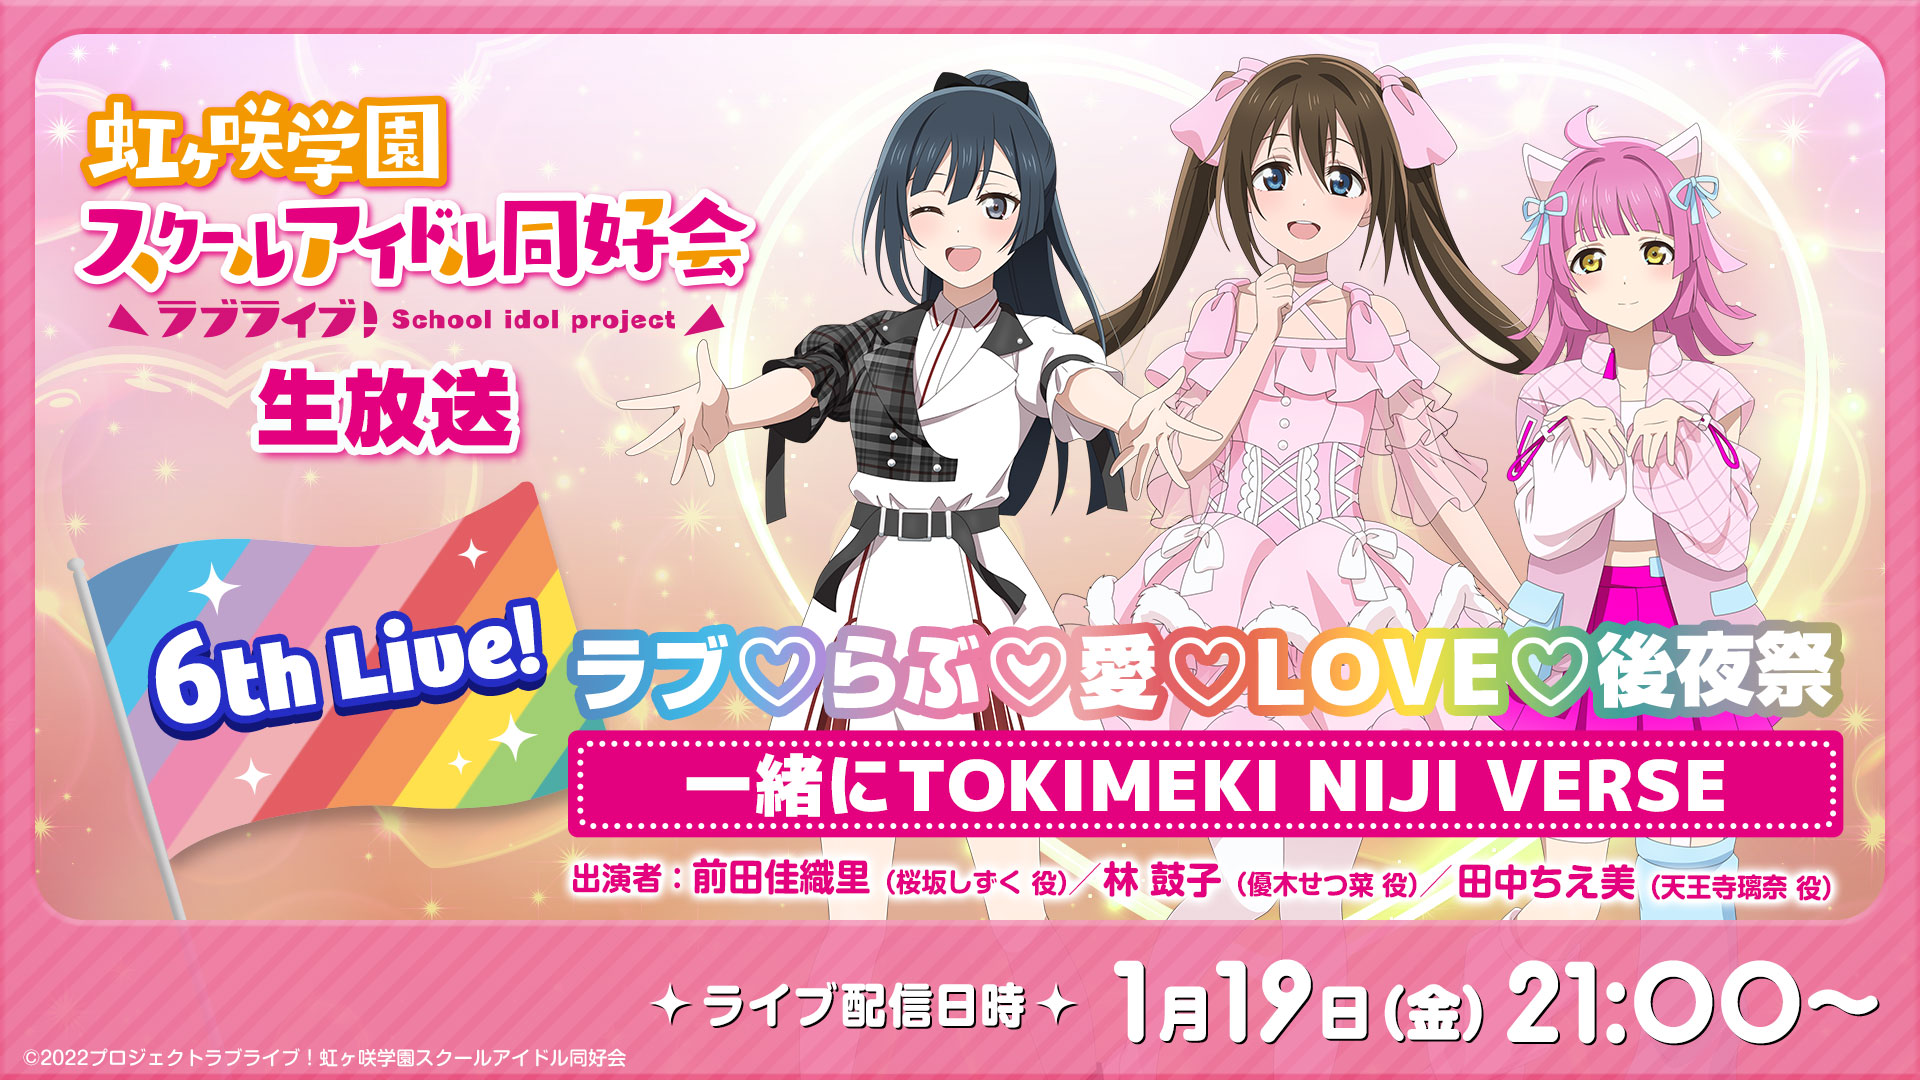 虹ヶ咲学園
スクールアイドル同好会
ラブライブ! School idol project
生放送
6th Live!
ラブ♡らぶ♡愛♡LOVE♡後夜祭
一緒にTOKIMEKI NIJI VERSE
出演者：前田佳織里（桜坂しずく 役）／林 鼓子（優木せつ菜 役）／田中ちえ美（天王寺璃奈 役）
ライブ配信日時 1月19日（金）21:00〜
©2022プロジェクトラブライブ！虹ヶ咲学園スクールアイドル同好会